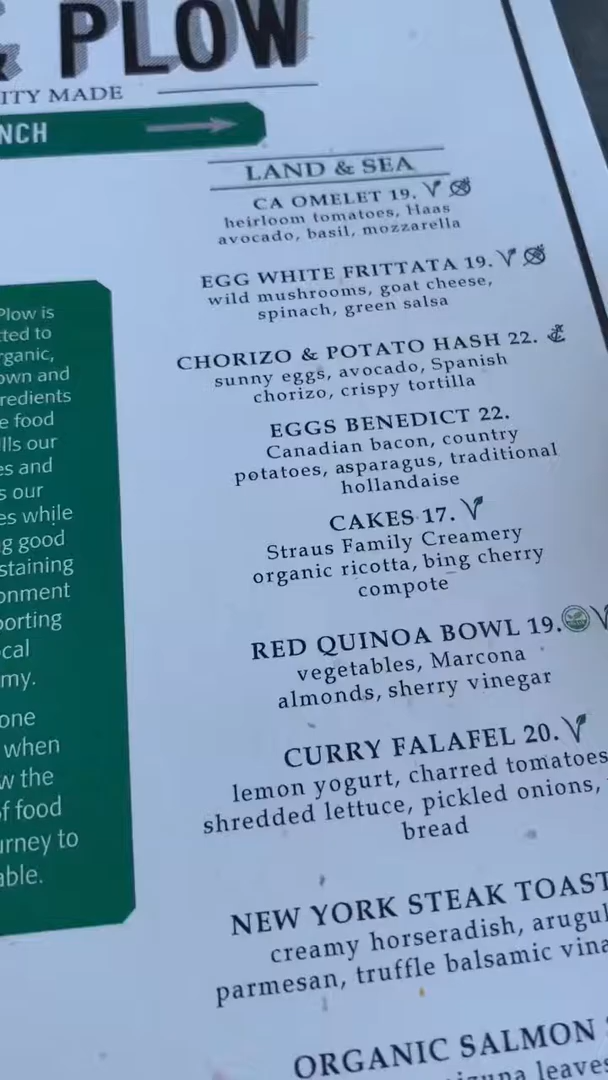 & PLOW
ITY MADE
NCH
LAND & SEA
CA OMELET 19.
heirloom tomatoes, Haas
avocado, basil, mozzarella
EGG WHITE FRITTATA 19.
wild mushrooms, goat cheese,
spinach, green salsa
CHORIZO & POTATO HASH 22.
sunny eggs, avocado, Spanish
chorizo, crispy tortilla
EGGS BENEDICT 22.
Canadian bacon, country
potatoes, asparagus, traditional
hollandaise
CAKES 17.
Straus Family Creamery
organic ricotta, bing cherry
compote
RED QUINOA BOWL 19.
vegetables, Marcona
almonds, sherry vinegar
CURRY FALAFEL 20.
lemon yogurt, charred tomatoes
shredded lettuce, pickled onions,
bread
NEW YORK STEAK TOAST
creamy horseradish, arugul
parmesan, truffle balsamic vina
ORGANIC SALMON
izuna leaves
Plow is
ted to
rganic,
own and
redients
e food
lls our
es and
s our
es while
g good
staining
onment
porting
cal
my.
one
when
w the
of food
urney to
able.